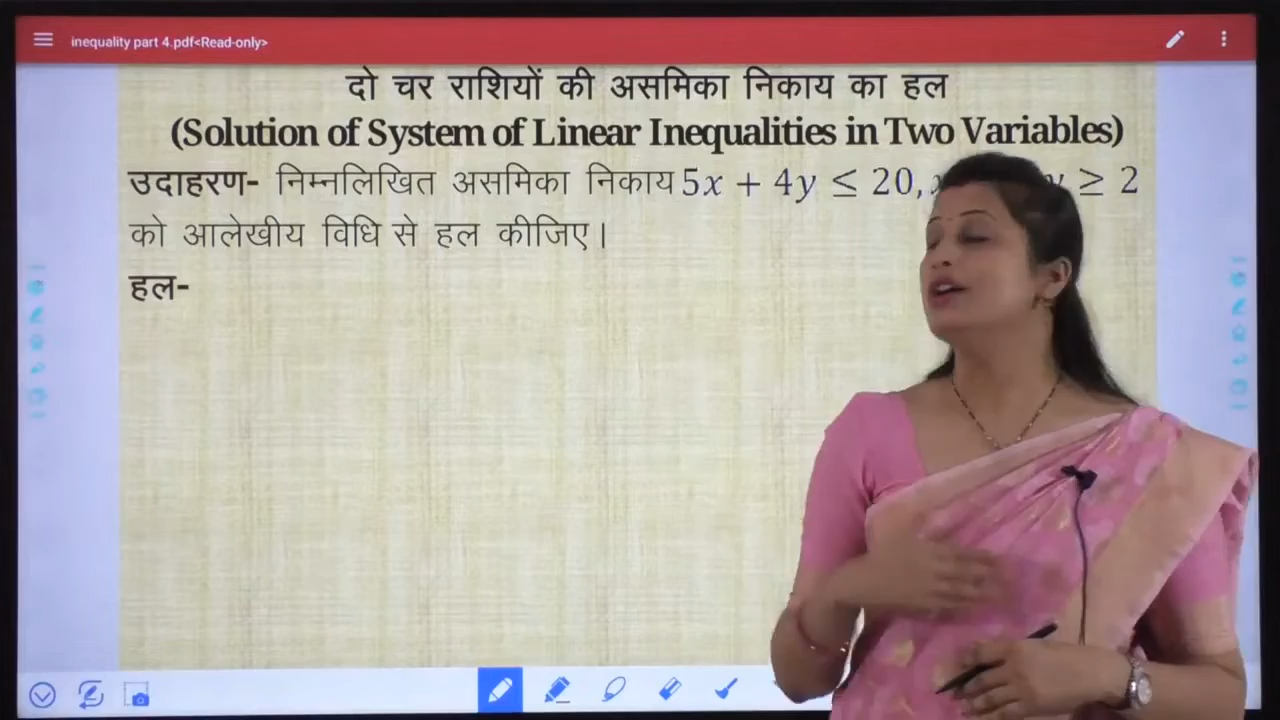 inequality part 4.pdf<Read-only>
दो चर राशियों की असमिका निकाय का हल
(Solution of System of Linear Inequalities in Two Variables)
उदाहरण- निम्नलिखित असमिका निकाय 5x + 4y ≤ 20, ≥ 2
को आलेखीय विधि से हल कीजिए।
हल-